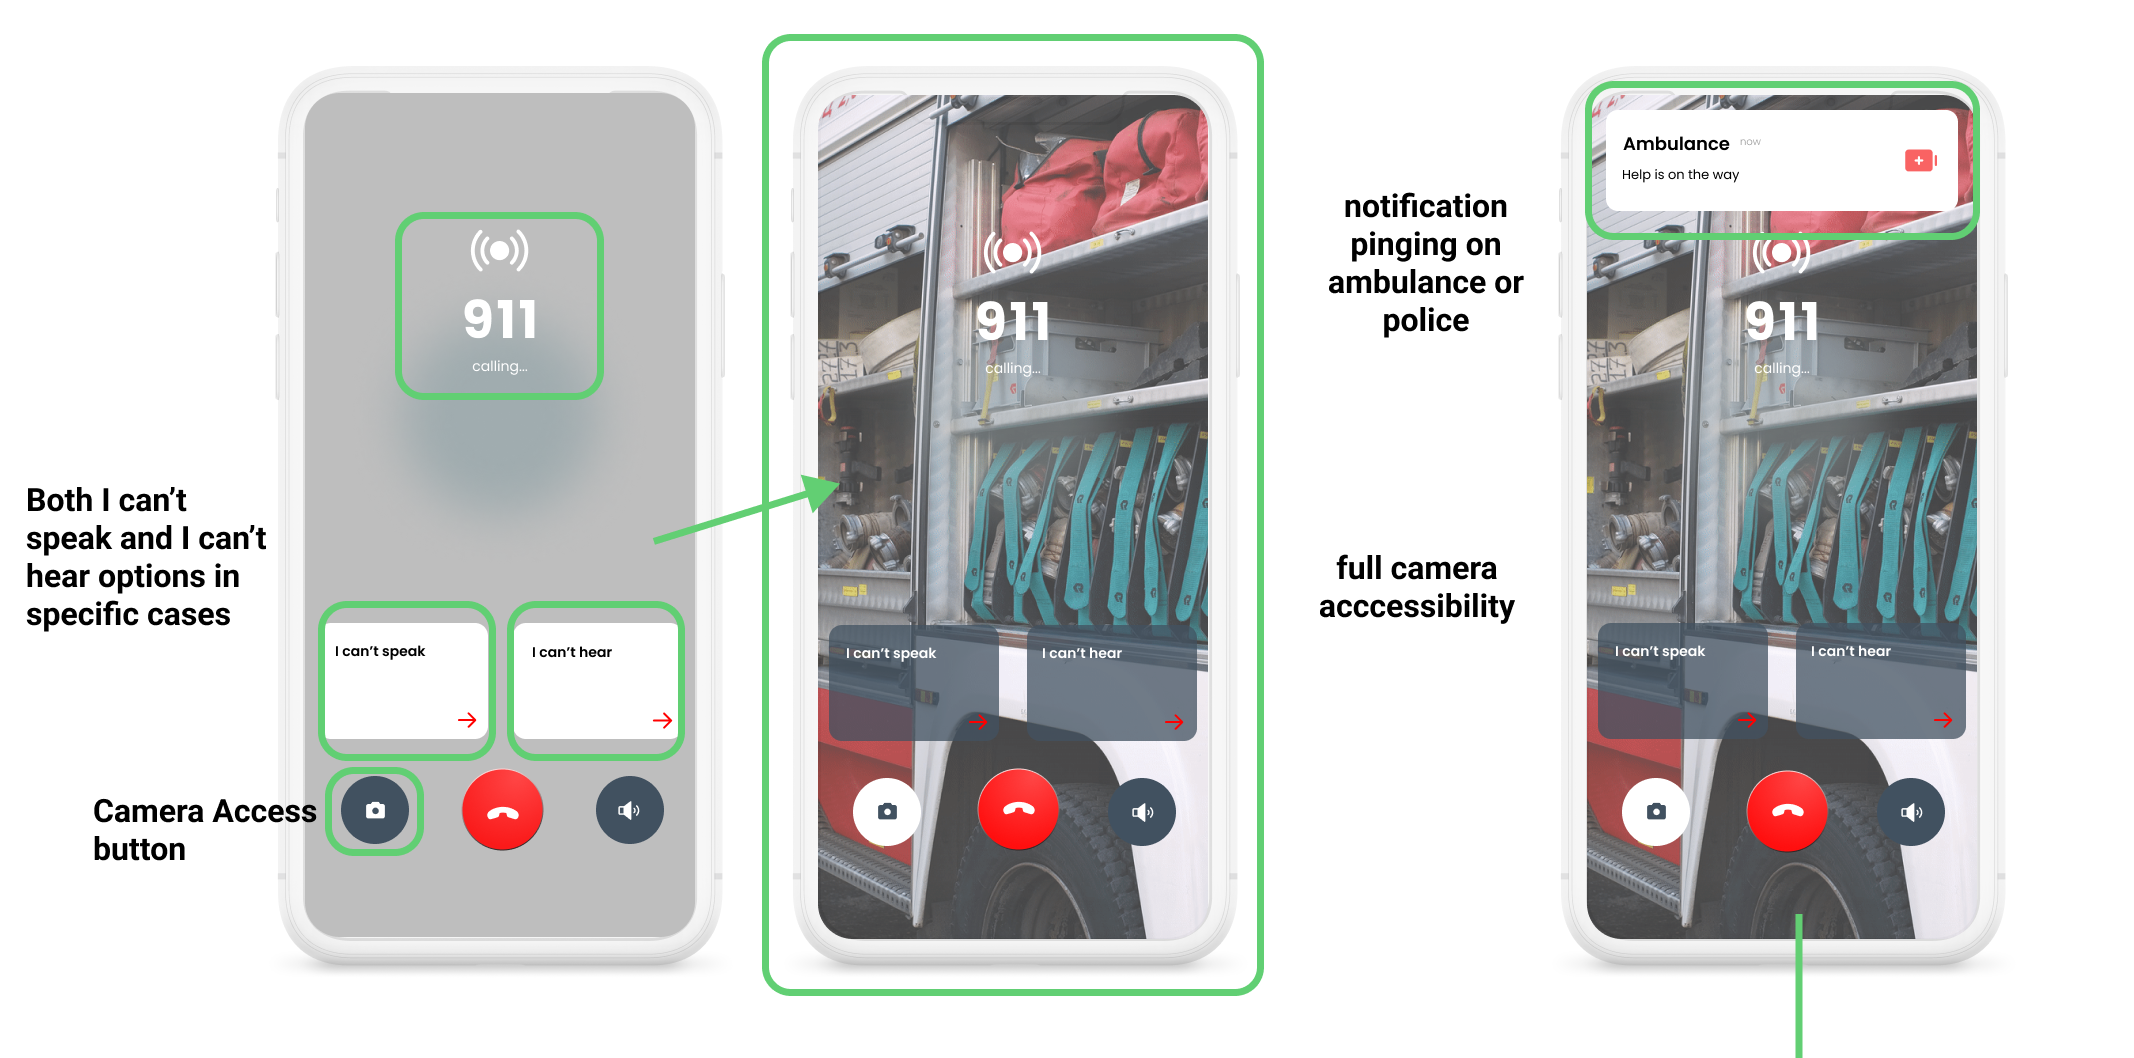 Both I can't
speak and I can't
hear options in
specific cases
Camera Access
button
911
calling...
I can't speak
I can't hear
911
calling...
I can't speak
I can't hear
notification
pinging on
ambulance or
police
full camera
acccessibility
Ambulance now
Help is on the way
911
calling...
I can't speak
I can't hear